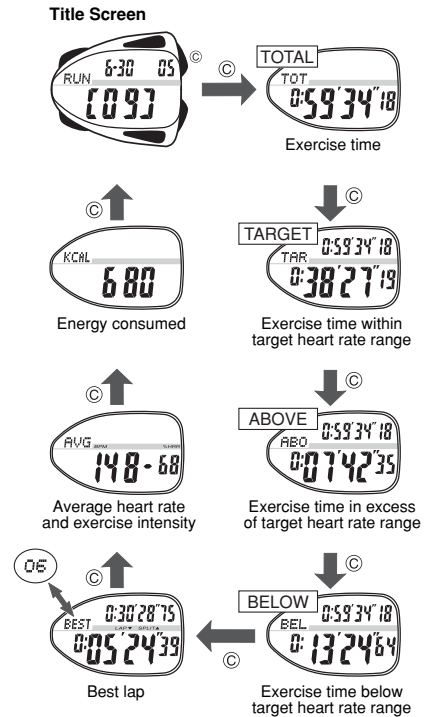 Title Screen
RUN 6-30 05
[09]
©
©
TOTAL
TOT
0:59'34"18
Exercise time
©
TARGET
0:59'34"18
TAR
0:38'27"19
Exercise time within
target heart rate range
©
ABOVE
0:59'34"18
ABO
0:07'42"35
Exercise time in excess
of target heart rate range
©
BELOW
0:59'34"18
BEL
0:13'24"64
Exercise time below
target heart rate range
©
06
0:30'28"75
BEST
LAP▼ SPLIT▲
0:05'24"39
Best lap
©
AVG BPM %HRR
148-68
Average heart rate
and exercise intensity
©
KCAL
680
Energy consumed
©